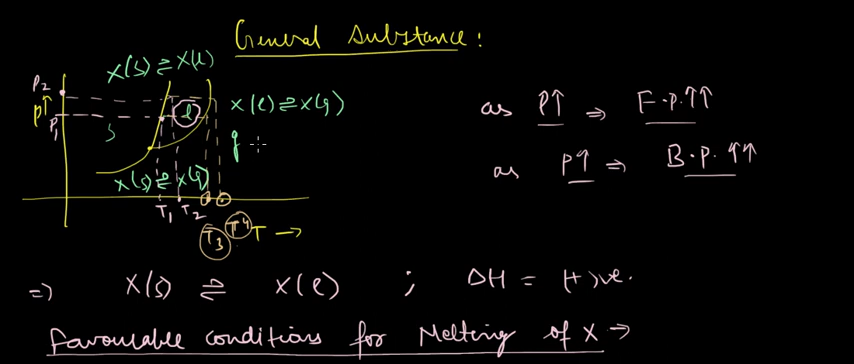 General Substance :
X(s) ⇌ X(l)
P2
P↑
P1
s
l
X(l) ⇌ X(g)
g
X(s) ⇌ X(g)
T1 T2 T3 T4 T →
as P↑ ⇒ F.p.↑↑
as P↑ ⇒ B.P.↑↑
⇒ X(s) ⇌ X(l) ; ΔH = (+)ve.
Favourable conditions for Melting of X →